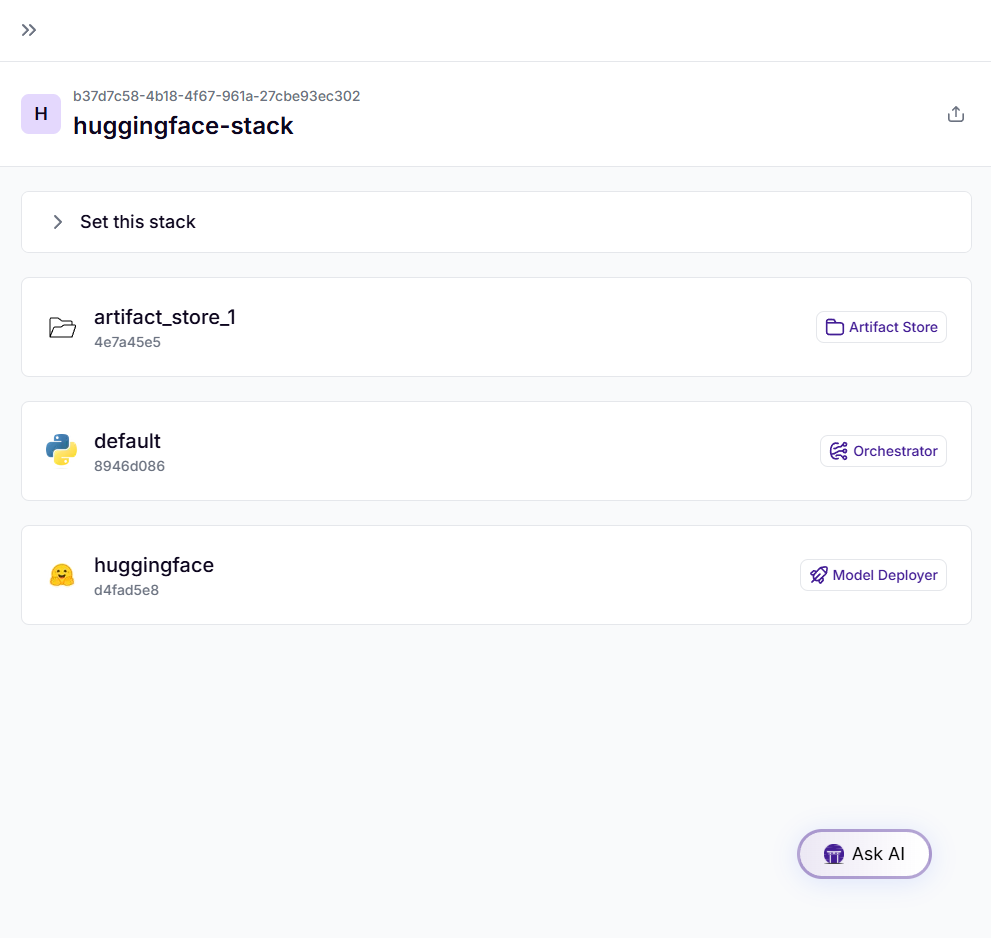 b37d7c58-4b18-4f67-961a-27cbe93ec302
H
huggingface-stack
Set this stack
artifact_store_1
4e7a45e5
Artifact Store
default
8946d086
Orchestrator
huggingface
d4fad5e8
Model Deployer
Ask AI